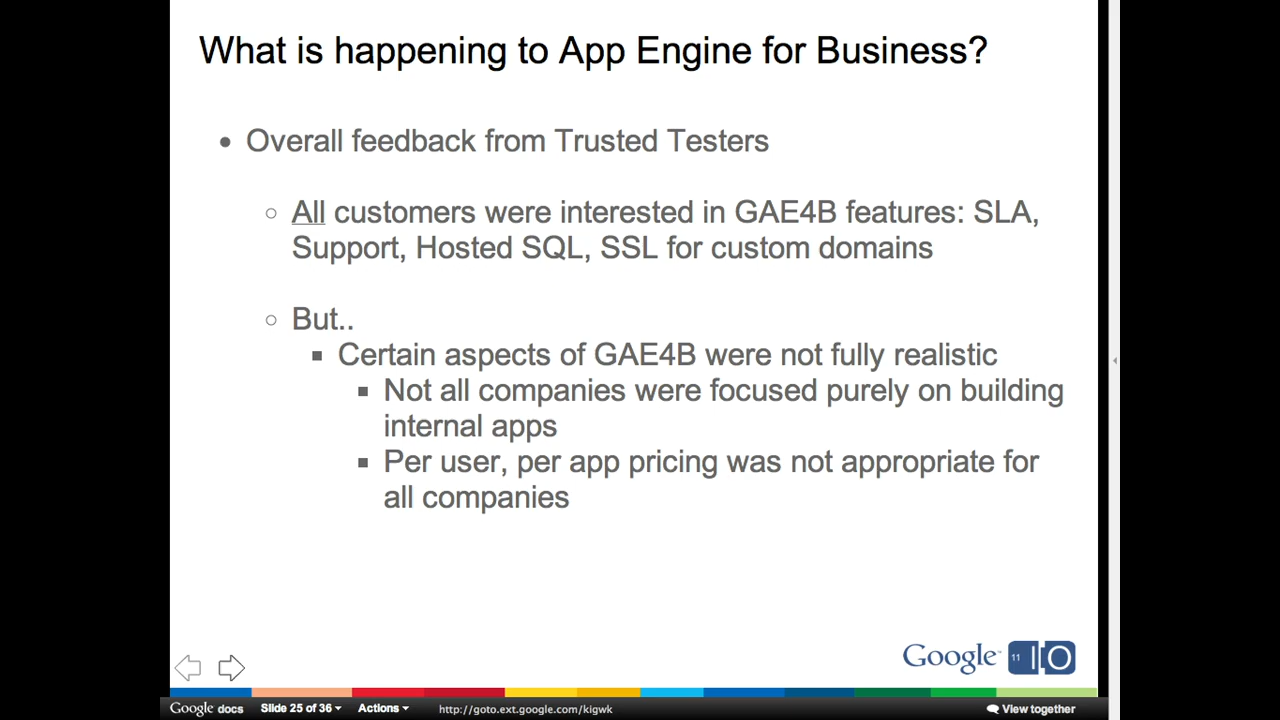 What is happening to App Engine for Business?
• Overall feedback from Trusted Testers
○ All customers were interested in GAE4B features: SLA,
Support, Hosted SQL, SSL for custom domains
○ But..
▪ Certain aspects of GAE4B were not fully realistic
▪ Not all companies were focused purely on building
internal apps
▪ Per user, per app pricing was not appropriate for
all companies
Google™ 11 IO
Google docs Slide 25 of 36 Actions http://goto.ext.google.com/kigwk View together